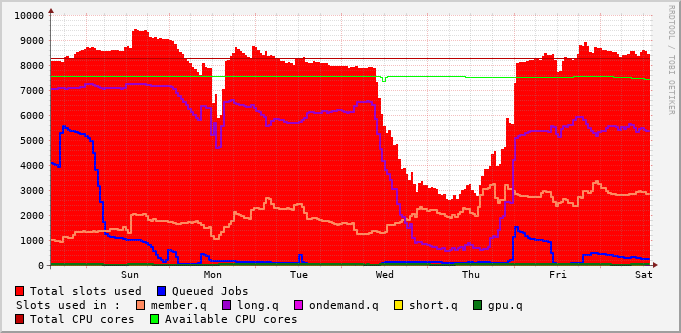 10000
9000
8000
7000
6000
5000
4000
3000
2000
1000
0
Sun Mon Tue Wed Thu Fri Sat
RRDTOOL / TOBI OETIKER
Total slots used Queued Jobs
Slots used in : member.q long.q ondemand.q short.q gpu.q
Total CPU cores Available CPU cores